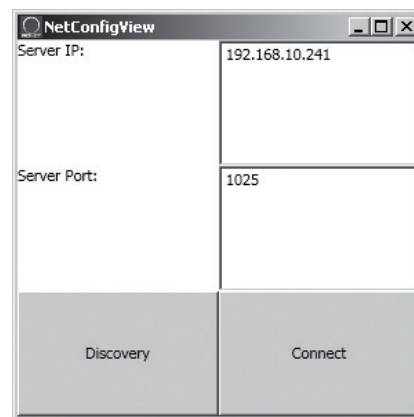 NetConfigView
Server IP:
192.168.10.241
Server Port:
1025
Discovery
Connect